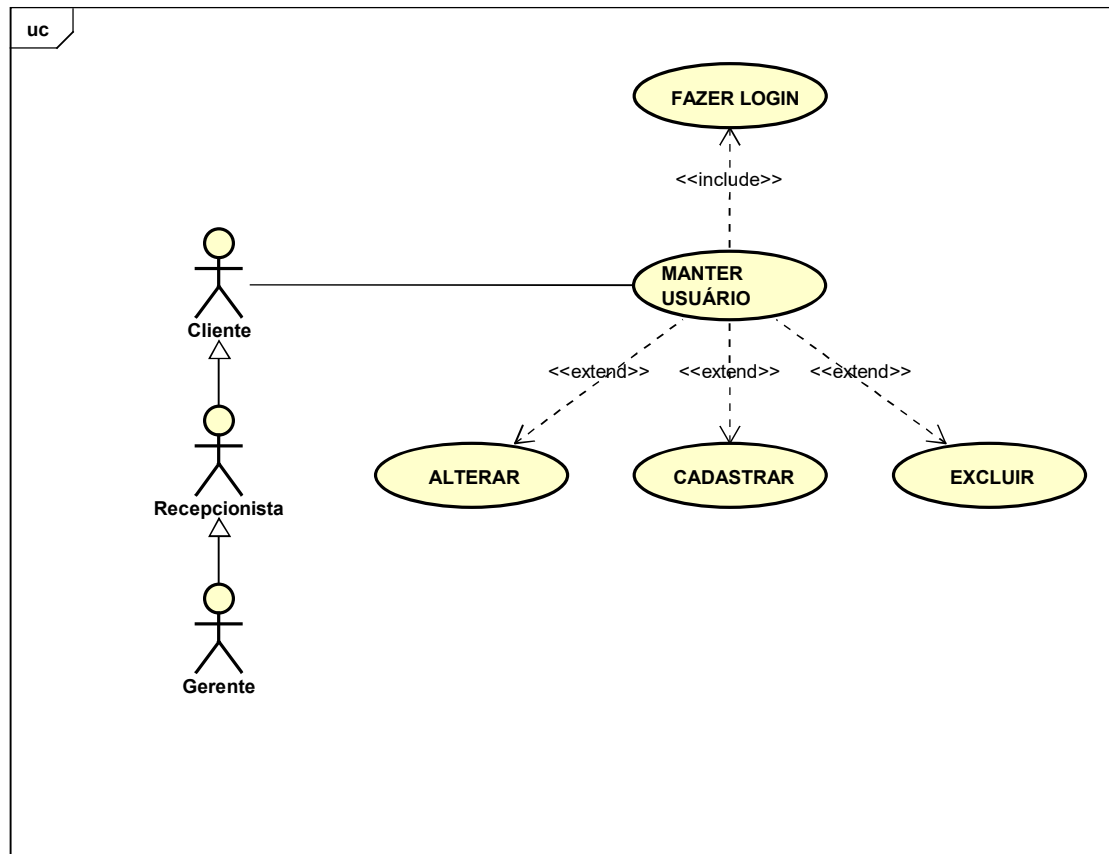 uc
FAZER LOGIN
<<include>>
MANTER
USUÁRIO
Cliente
<<extend>>
<<extend>>
<<extend>>
ALTERAR
CADASTRAR
EXCLUIR
Recepcionista
Gerente